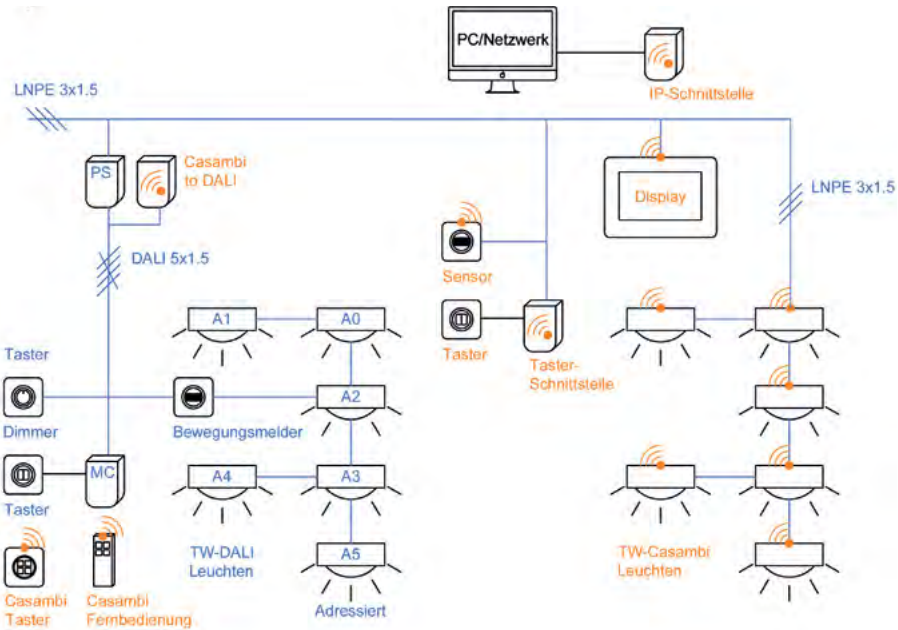 PC/Netzwerk
IP-Schnittstelle
LNPE 3x1.5
PS
Casambi
to DALI
Display
LNPE 3x1.5
DALI 5x1.5
Sensor
A1
A0
Taster
Taster-
Schnittstelle
Taster
Dimmer
Bewegungsmelder
A2
MC
Taster
A4
A3
TW-DALI
Leuchten
A5
TW-Casambi
Leuchten
Casambi
Taster
Casambi
Fernbedienung
Adressiert